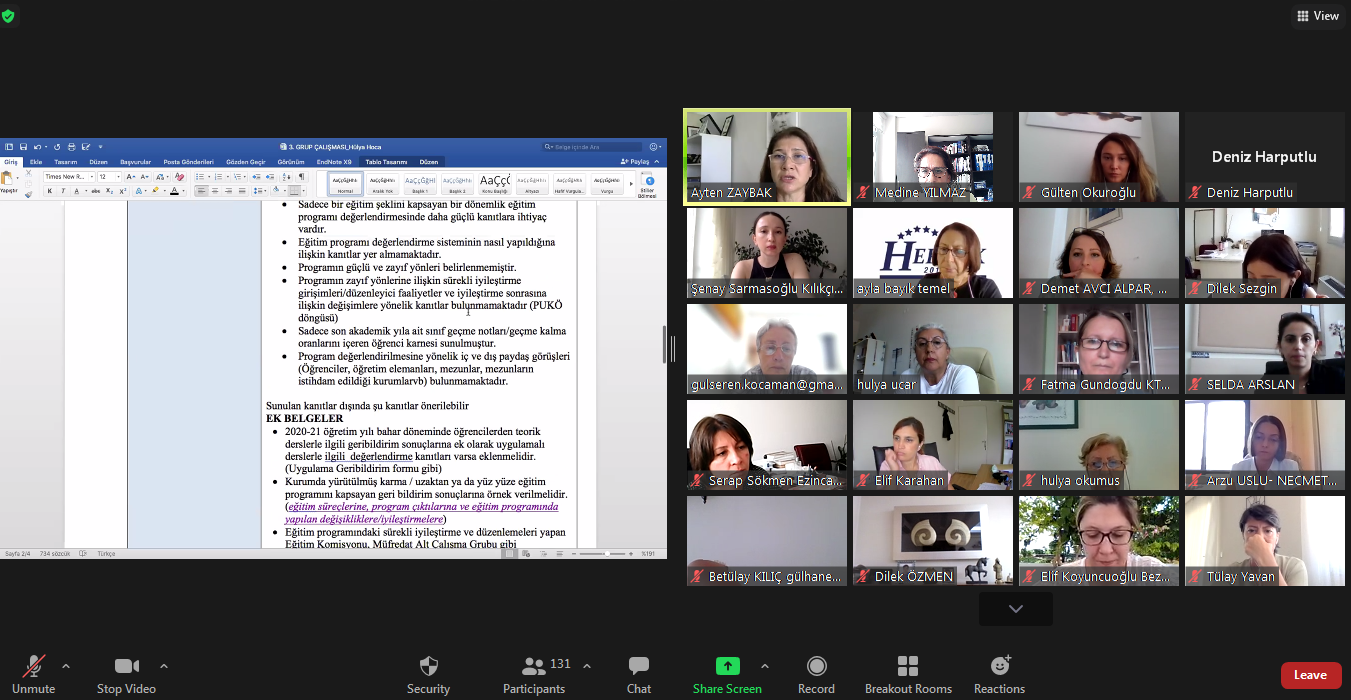 View
3. GRUP ÇALIŞMASI_Hülya Hoca
Belge içinde Ara
Giriş Ekle Tasarım Düzen Başvurular Posta Gönderileri Gözden Geçir Görünüm EndNote X9 Tablo Tasarımı Düzen Paylaş
Yapıştır
Times New R... 12
K T A abc X₂ X²
AaÇçĞğHhIı AaÇçĞğHhIı AaÇçĞğHI AaÇçĞğHhIı AaÇçĞ AaÇçĞğHhIı AaÇçĞğHhIı AaÇçĞğHhIı
Normal Aralık Yok Başlık 1 Başlık 2 Konu Başlığı Altyazı Hafif Vurgula... Vurgu
Stiller Bölmesi
Sadece bir eğitim şeklini kapsayan bir dönemlik eğitim
programı değerlendirmesinde daha güçlü kanıtlara ihtiyaç
vardır.
Eğitim programı değerlendirme sisteminin nasıl yapıldığına
ilişkin kanıtlar yer almamaktadır.
Programın güçlü ve zayıf yönleri belirlenmemiştir.
Programın zayıf yönlerine ilişkin sürekli iyileştirme
girişimleri/düzenleyici faaliyetler ve iyileştirme sonrasına
ilişkin değişimlere yönelik kanıtlar bulunmamaktadır (PUKÖ
döngüsü)
Sadece son akademik yıla ait sınıf geçme notları/geçme kalma
oranlarını içeren öğrenci karnesi sunulmuştur.
Program değerlendirilmesine yönelik iç ve dış paydaş görüşleri
(Öğrenciler, öğretim elemanları, mezunlar, mezunların
istihdam edildiği kurumlarvb) bulunmamaktadır.
Sunulan kanıtlar dışında şu kanıtlar önerilebilir
EK BELGELER
2020-21 öğretim yılı bahar döneminde öğrencilerden teorik
derslerle ilgili geribildirim sonuçlarına ek olarak uygulamalı
derslerle ilgili değerlendirme kanıtları varsa eklenmelidir.
(Uygulama Geribildirim formu gibi)
Kurumda yürütülmüş karma / uzaktan ya da yüz yüze eğitim
programını kapsayan geri bildirim sonuçlarına örnek verilmelidir.
(eğitim süreçlerine, program çıktılarına ve eğitim programında
yapılan değişikliklere/iyileştirmelere)
Eğitim programındaki sürekli iyileştirme ve düzenlemeleri yapan
Eğitim Komisyonu, Müfredat Alt Çalışma Grubu gibi
Sayfa 2/4 734 sözcük Türkçe %191
Ayten ZAYBAK
Medine YILMAZ
Gülten Okuroğlu
Deniz Harputlu
Deniz Harputlu
Şenay Sarmasoğlu Kılıkçı...
ayla bayık temel
Demet AVCI ALPAR, ...
Dilek Sezgin
gulseren.kocaman@gma...
hulya ucar
Fatma Gundogdu KT...
SELDA ARSLAN
Serap Sökmen Ezinca...
Elif Karahan
hulya okumus
Arzu USLU- NECMET...
Betülay KILIÇ gülhane...
Dilek ÖZMEN
Elif Koyuncuoğlu Bez...
Tülay Yavan
131
Unmute Stop Video Security Participants Chat Share Screen Record Breakout Rooms Reactions Leave